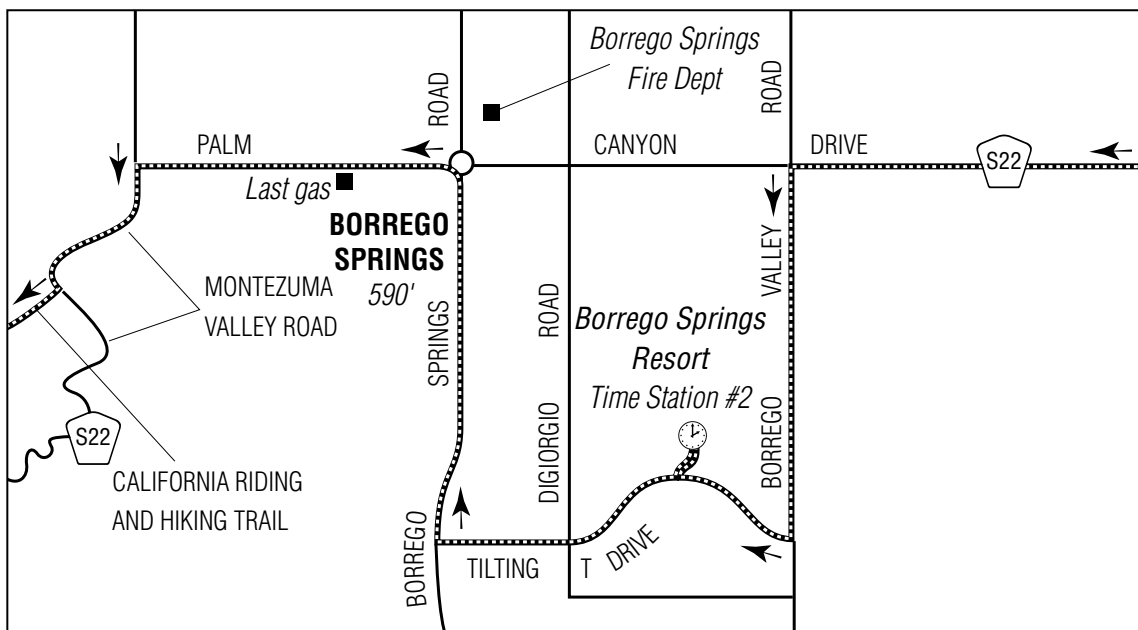 Borrego Springs
Fire Dept
ROAD
ROAD
PALM
CANYON
DRIVE
S22
Last gas
BORREGO
SPRINGS
590'
VALLEY
MONTEZUMA
VALLEY ROAD
SPRINGS
ROAD
Borrego Springs
Resort
Time Station #2
S22
DIGIORGIO
BORREGO
CALIFORNIA RIDING
AND HIKING TRAIL
BORREGO
TILTING
T
DRIVE